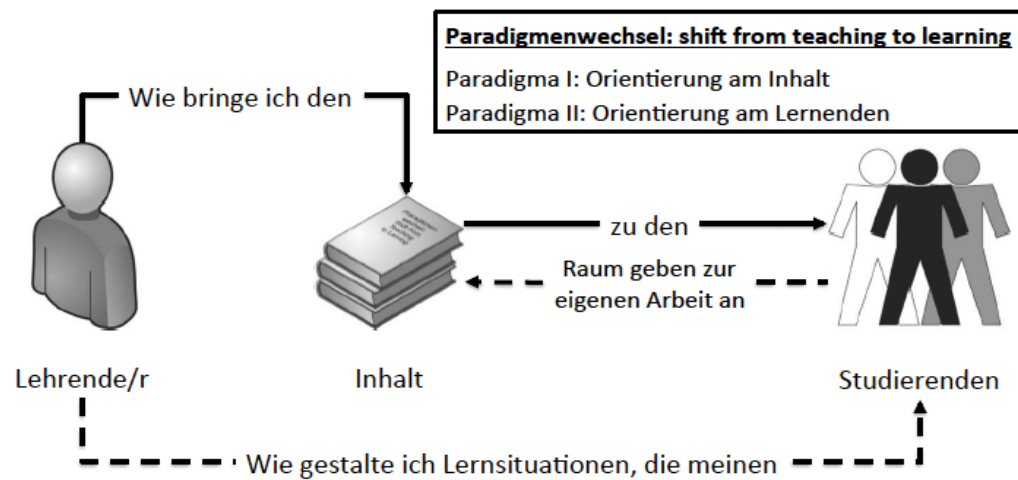 Paradigmenwechsel: shift from teaching to learning
Paradigma I: Orientierung am Inhalt
Paradigma II: Orientierung am Lernenden
Wie bringe ich den
zu den
Raum geben zur
eigenen Arbeit an
Lehrende/r
Inhalt
Studierenden
Wie gestalte ich Lernsituationen, die meinen